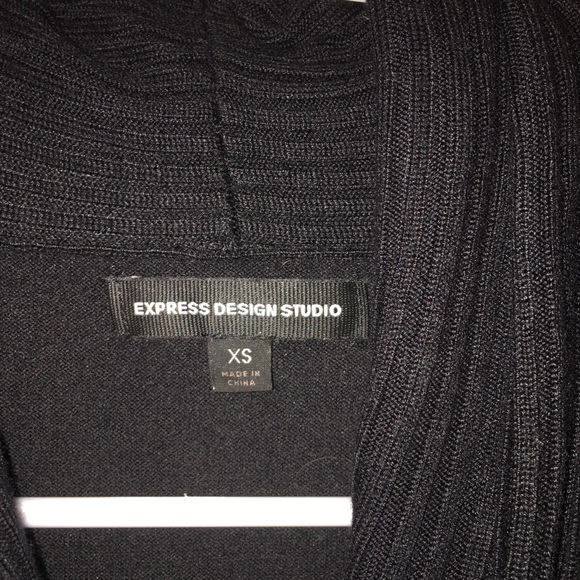 EXPRESS DESIGN STUDIO
XS
MADE IN
CHINA